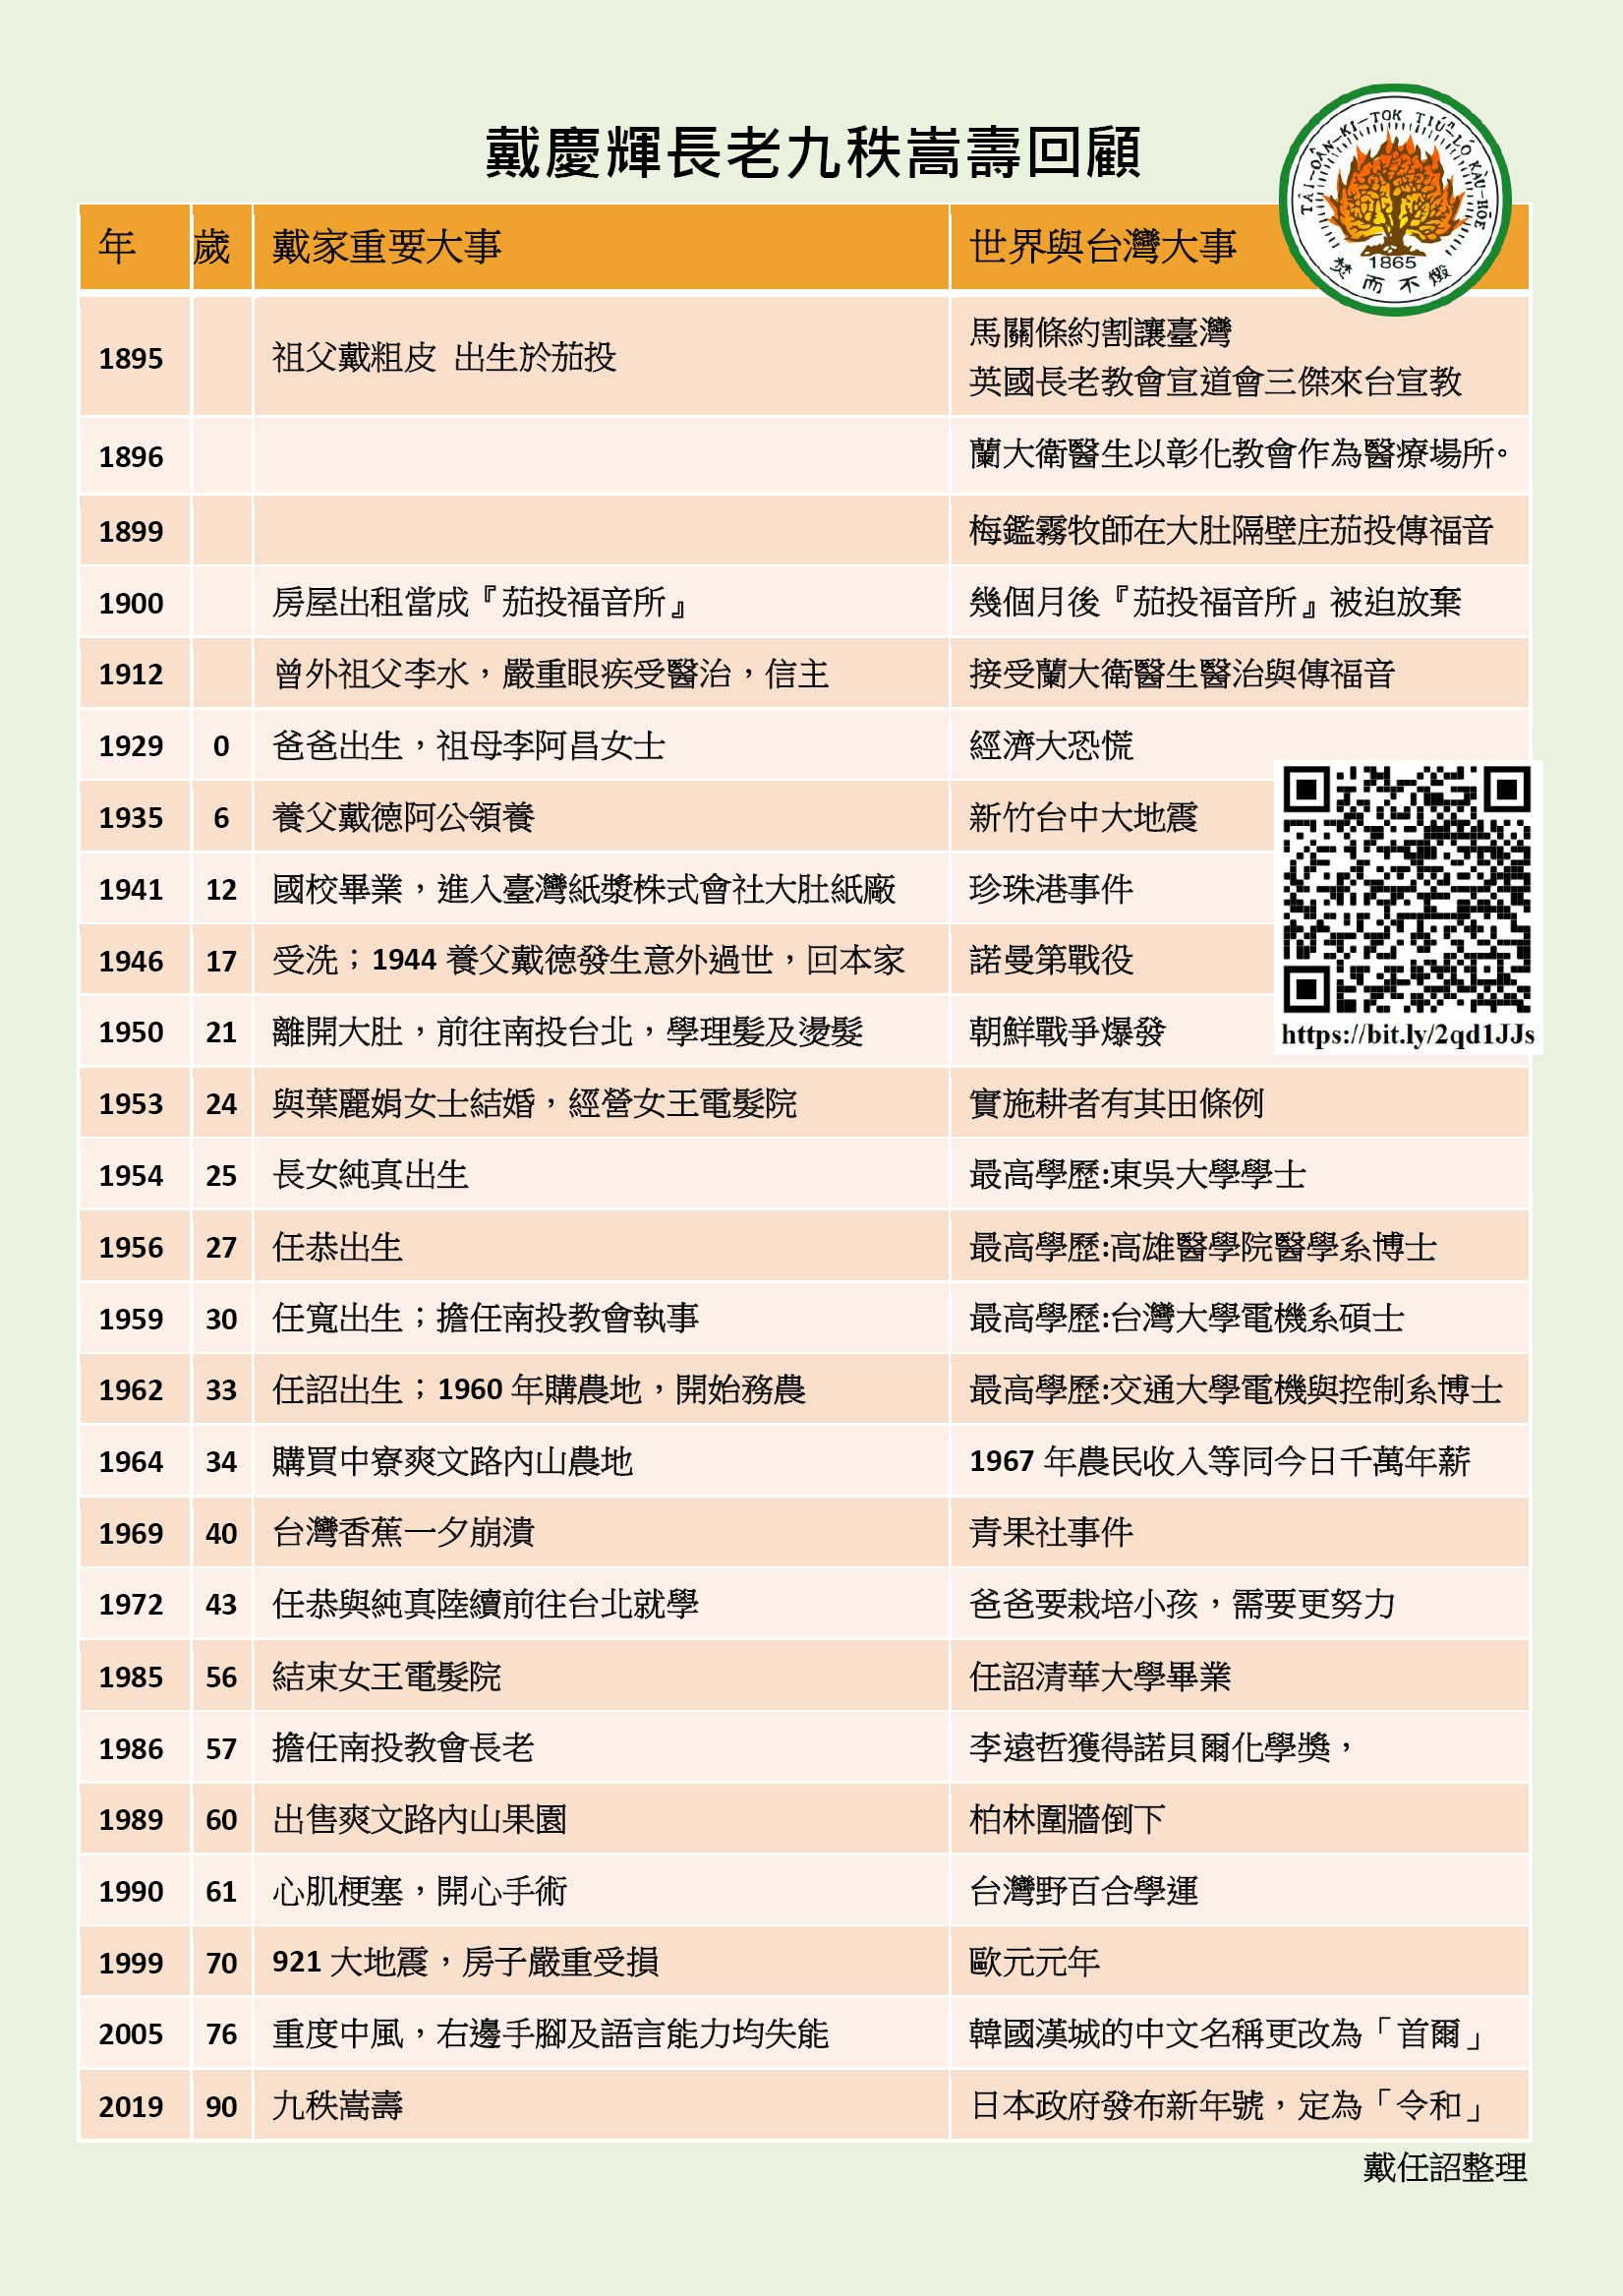 戴慶輝長老九秩嵩壽回顧
TÂI-OÂN KI-TOK TIÚⁿ-LÓ KÀU-HŌE
1865
焚而不燬
年 歲 戴家重要大事 世界與台灣大事
1895 祖父戴粗皮 出生於茄投 馬關條約割讓臺灣
英國長老教會宣道會三傑來台宣教
1896 蘭大衛醫生以彰化教會作為醫療場所。
1899 梅鑑霧牧師在大肚隔壁庄茄投傳福音
1900 房屋出租當成『茄投福音所』 幾個月後『茄投福音所』被迫放棄
1912 曾外祖父李水，嚴重眼疾受醫治，信主 接受蘭大衛醫生醫治與傳福音
1929 0 爸爸出生，祖母李阿昌女士 經濟大恐慌
1935 6 養父戴德阿公領養 新竹台中大地震
1941 12 國校畢業，進入臺灣紙漿株式會社大肚紙廠 珍珠港事件
1946 17 受洗；1944 養父戴德發生意外過世，回本家 諾曼第戰役
1950 21 離開大肚，前往南投台北，學理髮及燙髮 朝鮮戰爭爆發
https://bit.ly/2qd1JJs
1953 24 與葉麗娟女士結婚，經營女王電髮院 實施耕者有其田條例
1954 25 長女純真出生 最高學歷:東吳大學學士
1956 27 任恭出生 最高學歷:高雄醫學院醫學系博士
1959 30 任寬出生；擔任南投教會執事 最高學歷:台灣大學電機系碩士
1962 33 任詔出生；1960 年購農地，開始務農 最高學歷:交通大學電機與控制系博士
1964 34 購買中寮爽文路內山農地 1967 年農民收入等同今日千萬年薪
1969 40 台灣香蕉一夕崩潰 青果社事件
1972 43 任恭與純真陸續前往台北就學 爸爸要栽培小孩，需要更努力
1985 56 結束女王電髮院 任詔清華大學畢業
1986 57 擔任南投教會長老 李遠哲獲得諾貝爾化學獎，
1989 60 出售爽文路內山果園 柏林圍牆倒下
1990 61 心肌梗塞，開心手術 台灣野百合學運
1999 70 921 大地震，房子嚴重受損 歐元元年
2005 76 重度中風，右邊手腳及語言能力均失能 韓國漢城的中文名稱更改為「首爾」
2019 90 九秩嵩壽 日本政府發布新年號，定為「令和」
戴任詔整理